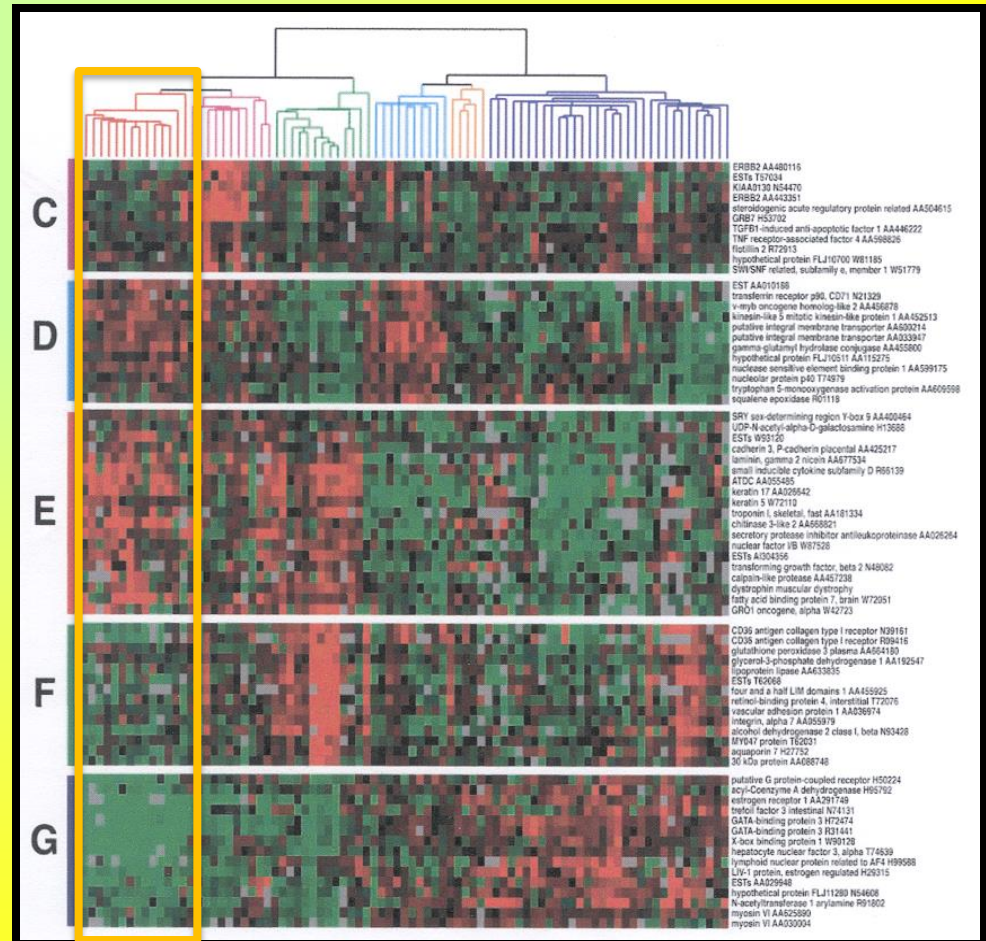 C
ERBB2 AA480116
ESTs T57034
KIAA0130 N54470
ERBB2 AA443351
steroidogenic acute regulatory protein related AA504615
GRB7 H53702
TGFB1-induced anti-apoptotic factor 1 AA446222
TNF receptor-associated factor 4 AA598826
flotillin 2 R72913
hypothetical protein FLJ10700 W81185
SWI/SNF related, subfamily e, member 1 W51779
D
EST AA010188
transferrin receptor p90, CD71 N21329
v-myb oncogene homolog-like 2 AA456878
kinesin-like 5 mitotic kinesin-like protein 1 AA452513
putative integral membrane transporter AA600214
putative integral membrane transporter AA033947
gamma-glutamyl hydrolase conjugase AA455800
hypothetical protein FLJ10511 AA115275
nuclease sensitive element binding protein 1 AA599175
nucleolar protein p40 T74979
tryptophan 5-monooxygenase activation protein AA609598
squalene epoxidase R01118
E
SRY sex-determining region Y-box 9 AA400464
UDP-N-acetyl-alpha-D-galactosamine H13688
ESTs W93120
cadherin 3, P-cadherin placental AA425217
laminin, gamma 2 nicein AA677534
small inducible cytokine subfamily D R66139
ATDC AA055485
keratin 17 AA026642
keratin 5 W72110
troponin I, skeletal, fast AA181334
chitinase 3-like 2 AA668821
secretory protease inhibitor antileukoproteinase AA026264
nuclear factor I/B W87528
ESTs AI304356
transforming growth factor, beta 2 N48082
calpain-like protease AA457238
dystrophin muscular dystrophy
fatty acid binding protein 7, brain W72051
GRO1 oncogene, alpha W42723
F
CD36 antigen collagen type I receptor N39161
CD36 antigen collagen type I receptor R09416
glutathione peroxidase 3 plasma AA664180
glycerol-3-phosphate dehydrogenase 1 AA192547
lipoprotein lipase AA633835
ESTs T62068
four and a half LIM domains 1 AA455925
retinol-binding protein 4, interstitial T72076
vascular adhesion protein 1 AA036974
integrin, alpha 7 AA055979
alcohol dehydrogenase 2 class I, beta N93428
MY047 protein T62031
aquaporin 7 H27752
30 kDa protein AA088748
G
putative G protein-coupled receptor H50224
acyl-Coenzyme A dehydrogenase H95792
estrogen receptor 1 AA291749
trefoil factor 3 intestinal N74131
GATA-binding protein 3 H72474
GATA-binding protein 3 R31441
X-box binding protein 1 W90128
hepatocyte nuclear factor 3, alpha T74639
lymphoid nuclear protein related to AF4 H99588
LIV-1 protein, estrogen regulated H29315
ESTs AA029948
hypothetical protein FLJ11280 N54608
N-acetyltransferase 1 arylamine R91802
myosin VI AA625890
myosin VI AA030004